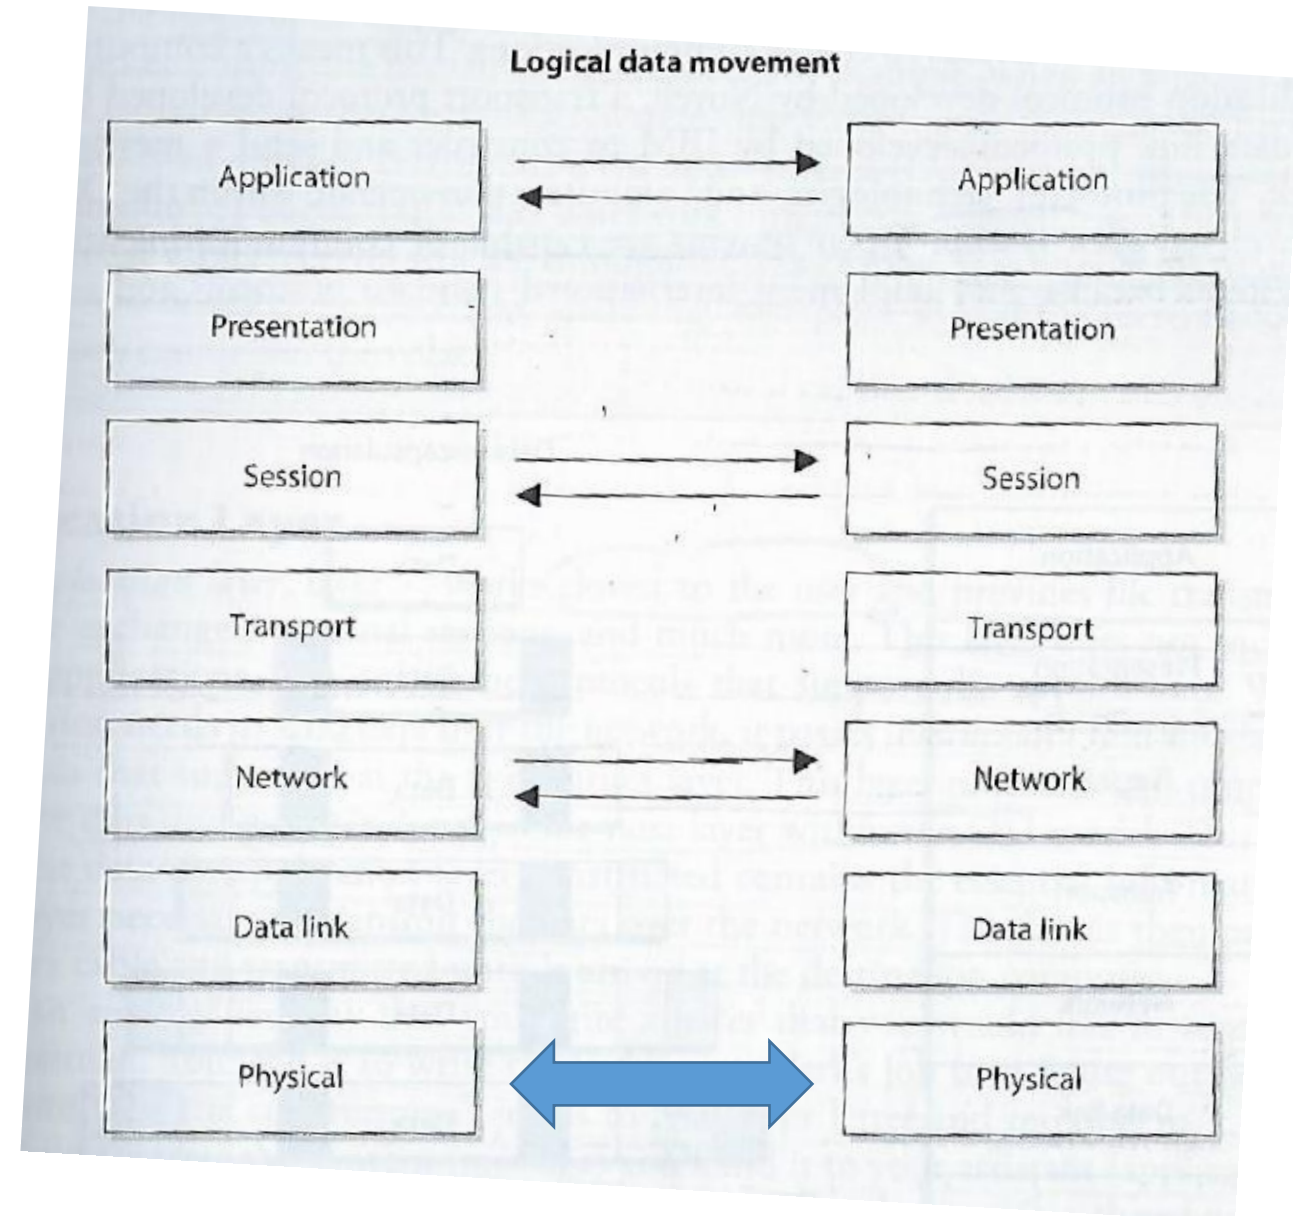 Logical data movement
Application
Application
Presentation
Presentation
Session
Session
Transport
Transport
Network
Network
Data link
Data link
Physical
Physical